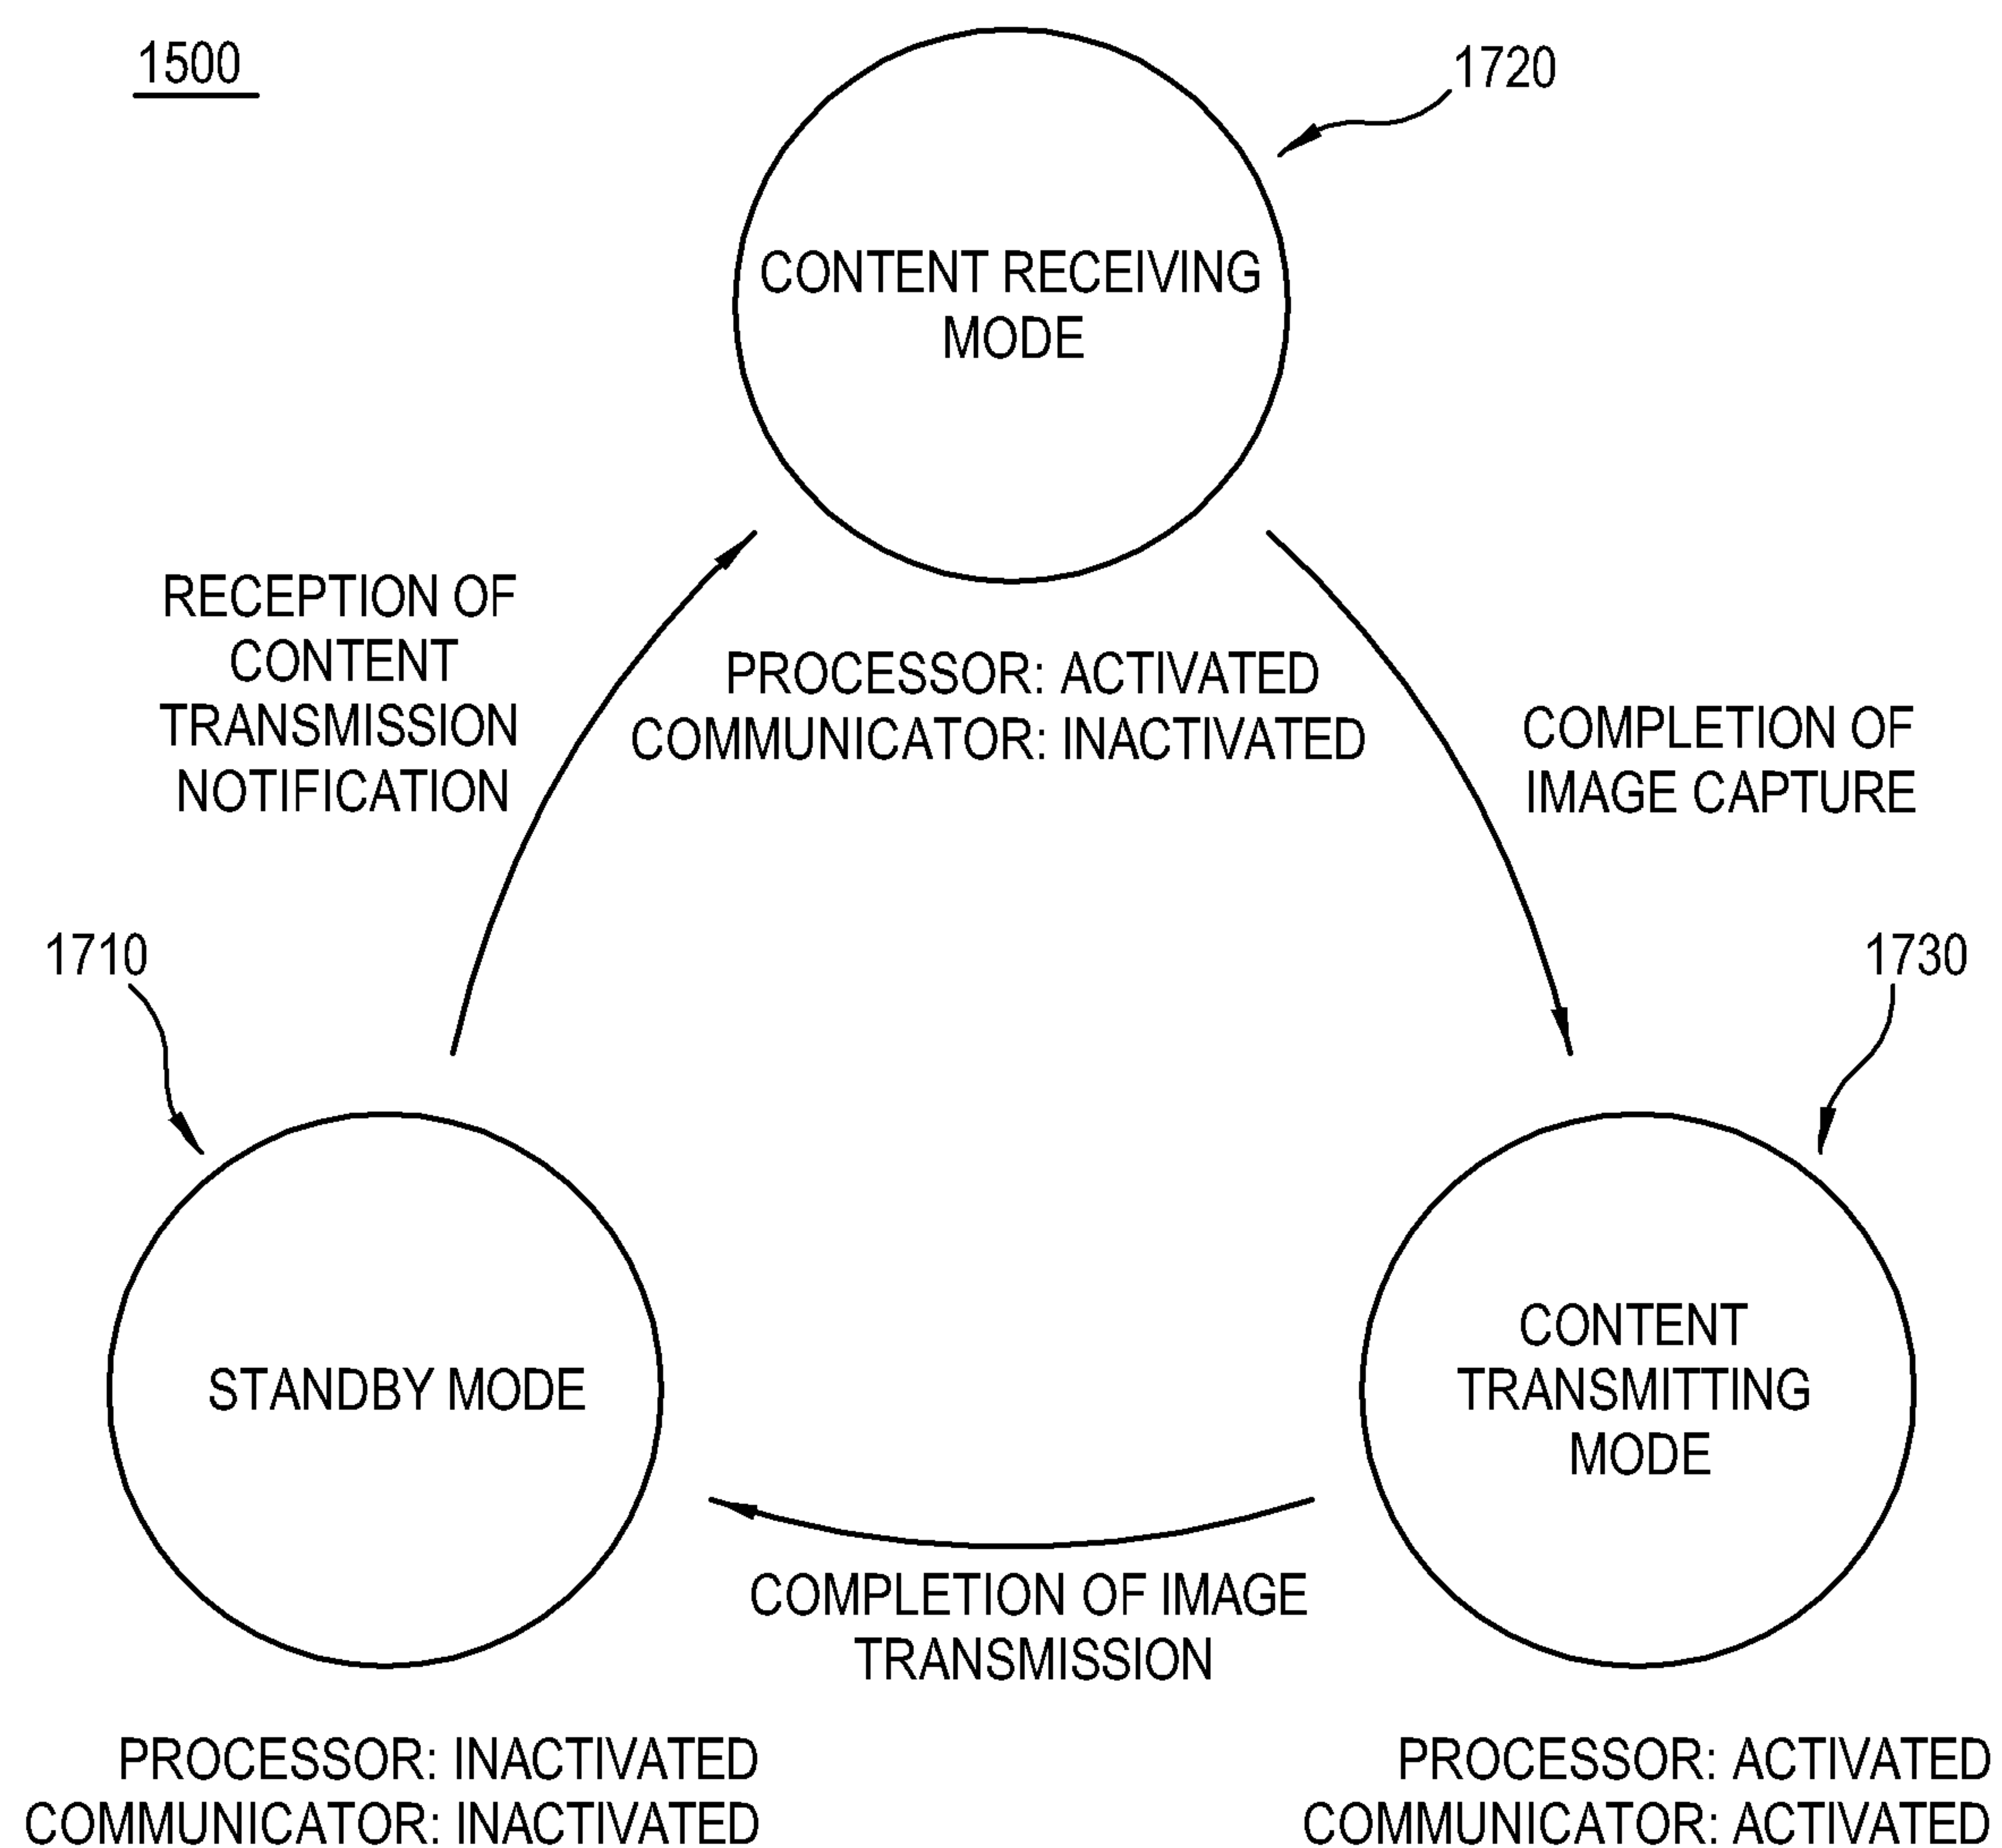 1500
1720
CONTENT RECEIVING
MODE
RECEPTION OF
CONTENT
TRANSMISSION
NOTIFICATION
PROCESSOR: ACTIVATED
COMMUNICATOR: INACTIVATED
COMPLETION OF
IMAGE CAPTURE
1710
1730
STANDBY MODE
CONTENT
TRANSMITTING
MODE
COMPLETION OF IMAGE
TRANSMISSION
PROCESSOR: INACTIVATED
COMMUNICATOR: INACTIVATED
PROCESSOR: ACTIVATED
COMMUNICATOR: ACTIVATED